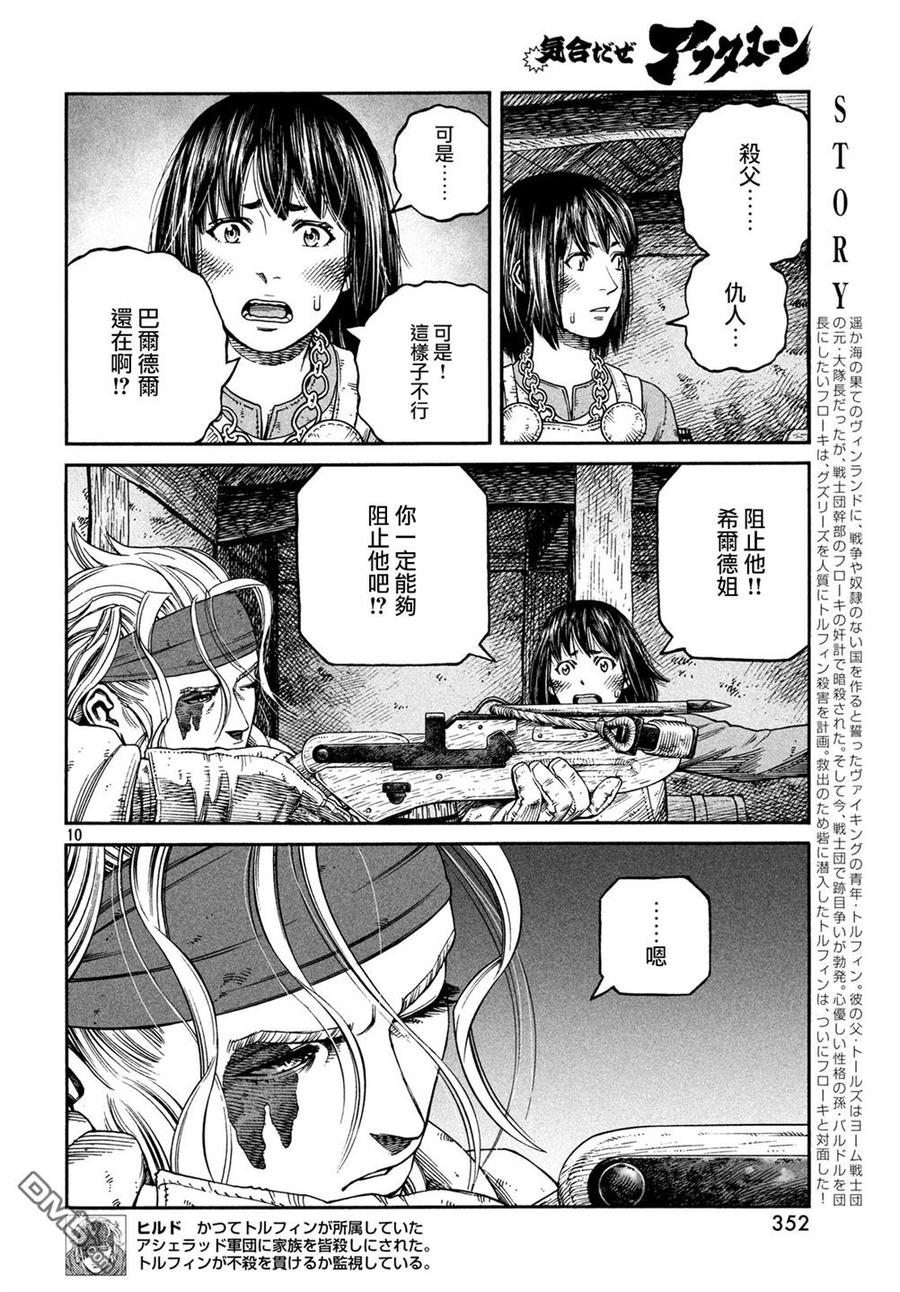 気合だぜ アフタヌーン
STORY
遥か海の果てのヴィンランドに、戦争や奴隷のない国を作ると誓ったヴァイキングの青年・トルフィン。彼の父・トールズはヨーム戦士団
の元・大隊長だったが、戦士団幹部のフローキの奸計で暗殺された。そして今、戦士団で跡目争いが勃発。心優しい性格の孫・バルドルを団
長にしたいフローキは、グズリーズを人質にトルフィン殺害を計画。救出のため砦に潜入したトルフィンは、ついにフローキと対面した！
殺父……
仇人…
可是……
可是！
這樣子不行
巴爾德爾
還在啊!?
阻止他!!
希爾德姐
你一定能夠
阻止他吧!?
10
……嗯
352
ヒルド かつてトルフィンが所属していた
アシェラッド軍団に家族を皆殺しにされた。
トルフィンが不殺を貫けるか監視している。
DM5.com